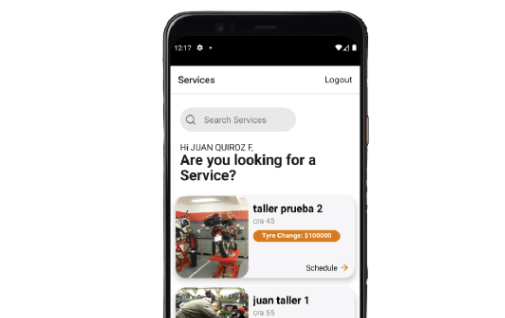 12:17
Services Logout
Search Services
Hi JUAN QUIROZ F,
Are you looking for a
Service?
taller prueba 2
cra 45
Tyre Change: $100000
Schedule →
juan taller 1
cra 55